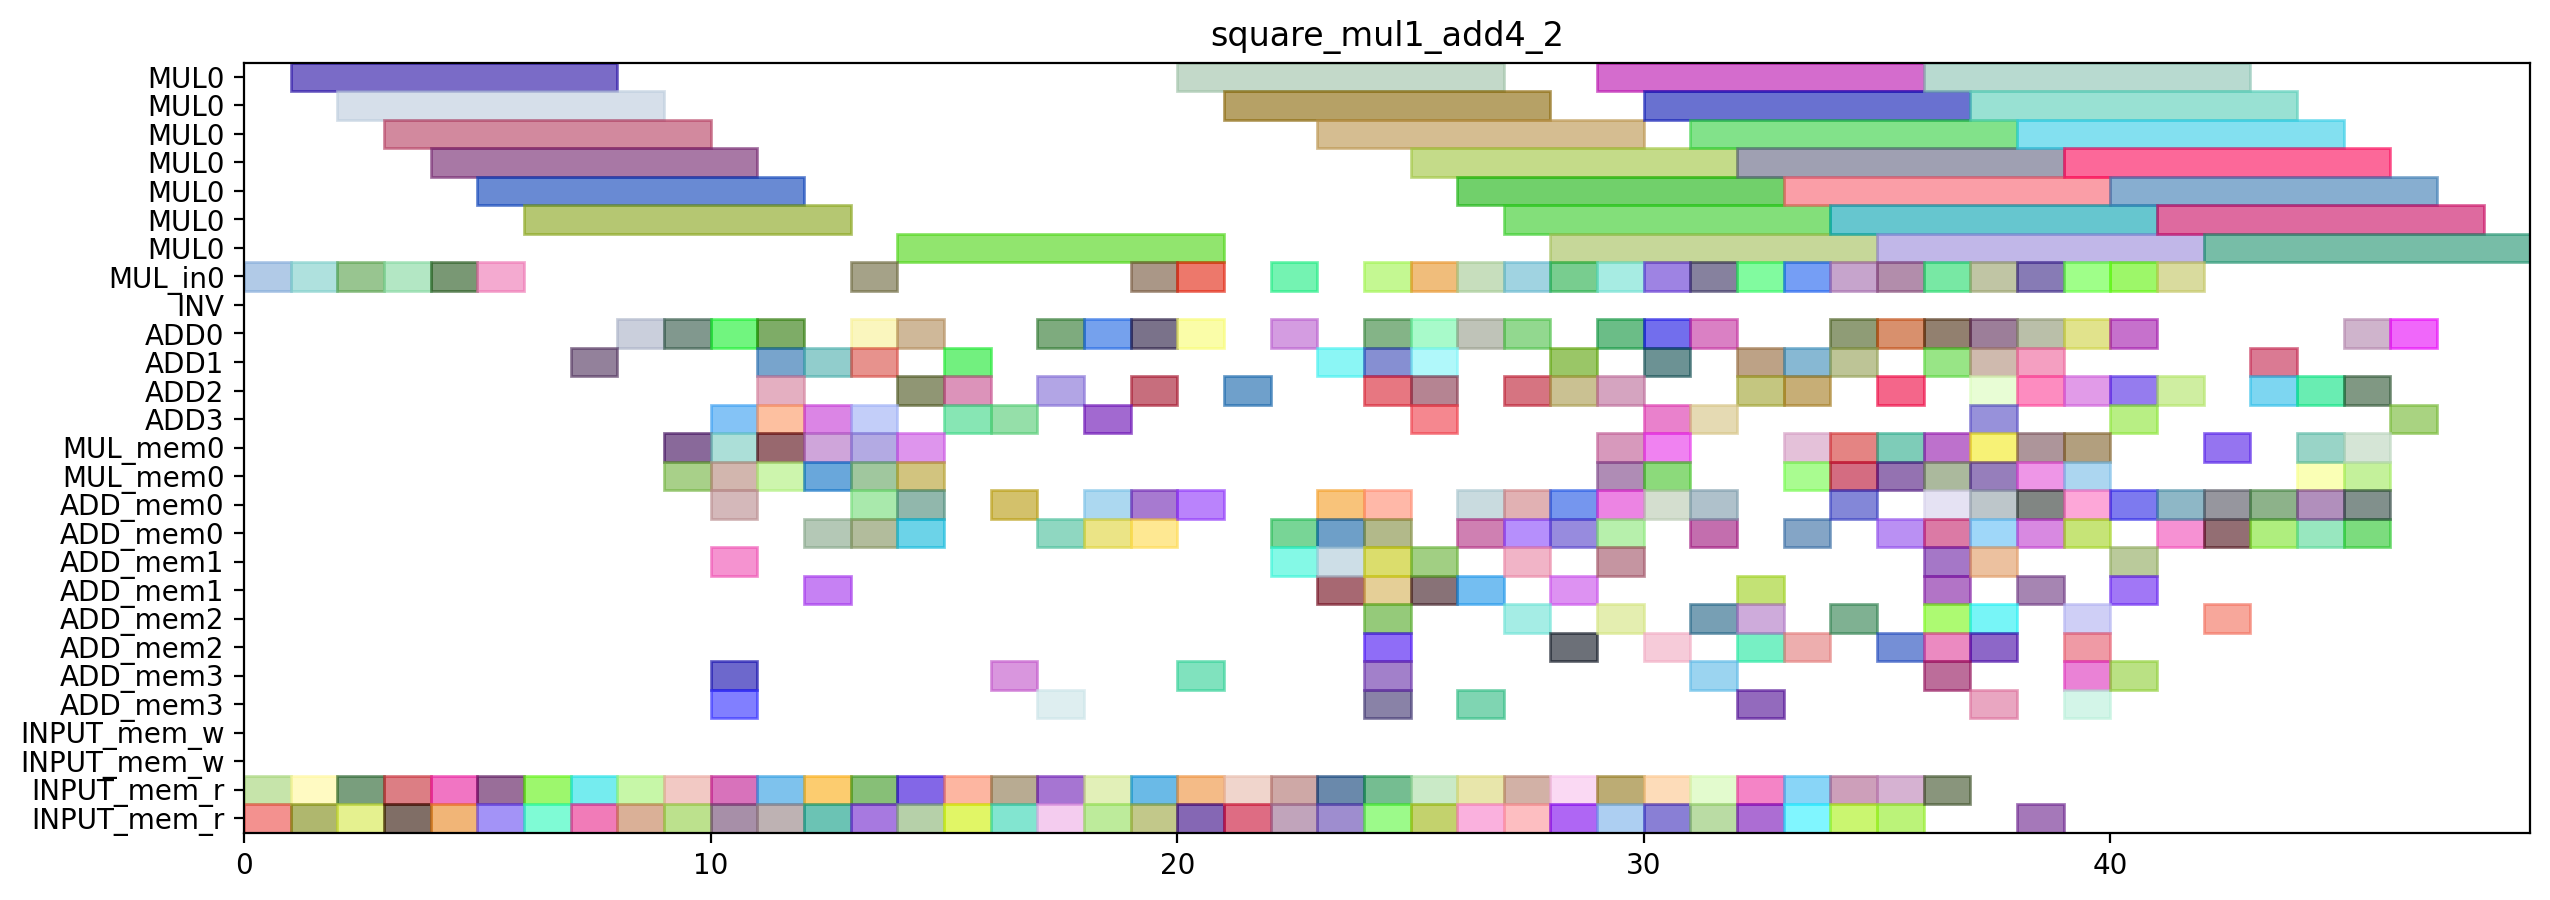 square_mul1_add4_2
MUL0
MUL0
MUL0
MUL0
MUL0
MUL0
MUL0
MUL_in0
INV
ADD0
ADD1
ADD2
ADD3
MUL_mem0
MUL_mem0
ADD_mem0
ADD_mem0
ADD_mem1
ADD_mem1
ADD_mem2
ADD_mem2
ADD_mem3
ADD_mem3
INPUT_mem_w
INPUT_mem_w
INPUT_mem_r
INPUT_mem_r
0 10 20 30 40